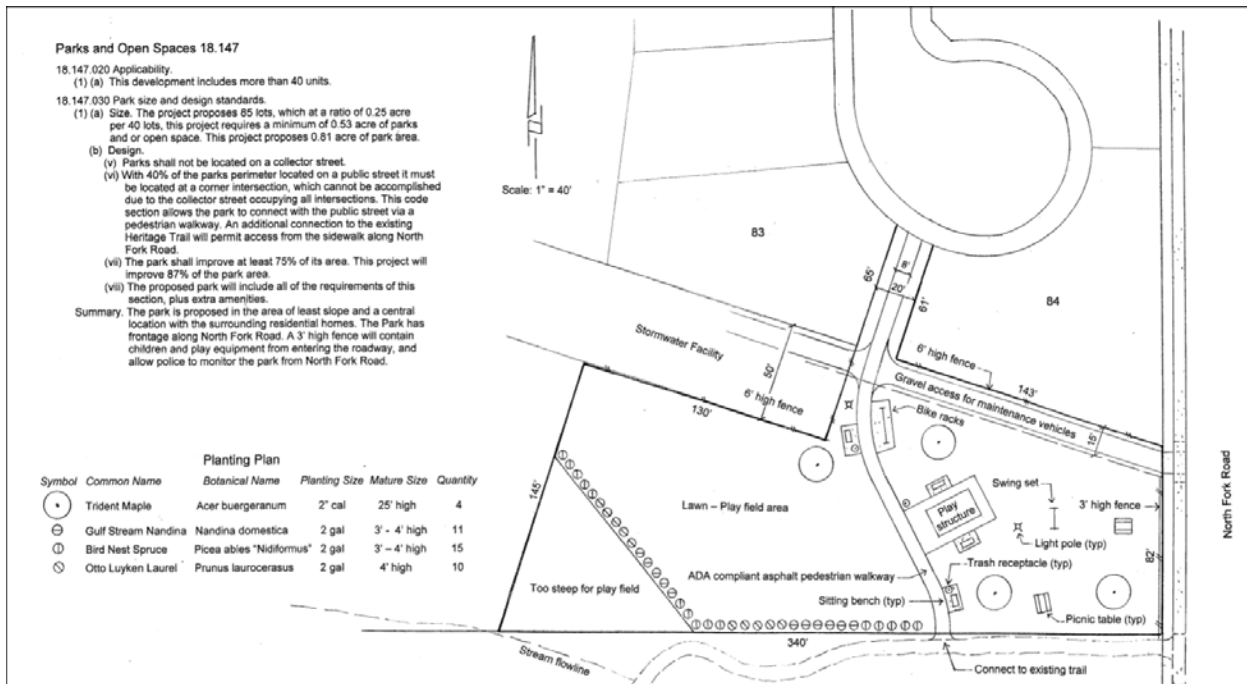 Parks and Open Spaces 18.147
18.147.020 Applicability.
(1) (a) This development includes more than 40 units.
18.147.030 Park size and design standards.
(1) (a) Size. The project proposes 85 lots, which at a ratio of 0.25 acre
per 40 lots, this project requires a minimum of 0.53 acre of parks
and or open space. This project proposes 0.81 acre of park area.
(b) Design.
(v) Parks shall not be located on a collector street.
(vi) With 40% of the parks perimeter located on a public street it must
be located at a corner intersection, which cannot be accomplished
due to the collector street occupying all intersections. This code
section allows the park to connect with the public street via a
pedestrian walkway. An additional connection to the existing
Heritage Trail will permit access from the sidewalk along North
Fork Road.
(vii) The park shall improve at least 75% of its area. This project will
improve 87% of the park area.
(viii) The proposed park will include all of the requirements of this
section, plus extra amenities.
Summary. The park is proposed in the area of least slope and a central
location with the surrounding residential homes. The Park has
frontage along North Fork Road. A 3' high fence will contain
children and play equipment from entering the roadway, and
allow police to monitor the park from North Fork Road.
Planting Plan
Symbol Common Name Botanical Name Planting Size Mature Size Quantity
Trident Maple Acer buergeranum 2" cal 25' high 4
Gulf Stream Nandina Nandina domestica 2 gal 3' - 4' high 11
Bird Nest Spruce Picea abies "Nidiformus" 2 gal 3' – 4' high 15
Otto Luyken Laurel Prunus laurocerasus 2 gal 4' high 10
Scale: 1" = 40'
83
84
65'
8'
20'
61'
Stormwater Facility
50'
6' high fence
130'
6' high fence
143'
Gravel access for maintenance vehicles
15'
Bike racks
145'
Lawn – Play field area
Swing set
3' high fence
Play
structure
Light pole (typ)
82'
North Fork Road
ADA compliant asphalt pedestrian walkway
Trash receptacle (typ)
Too steep for play field
Sitting bench (typ)
Picnic table (typ)
340'
Stream flowline
Connect to existing trail